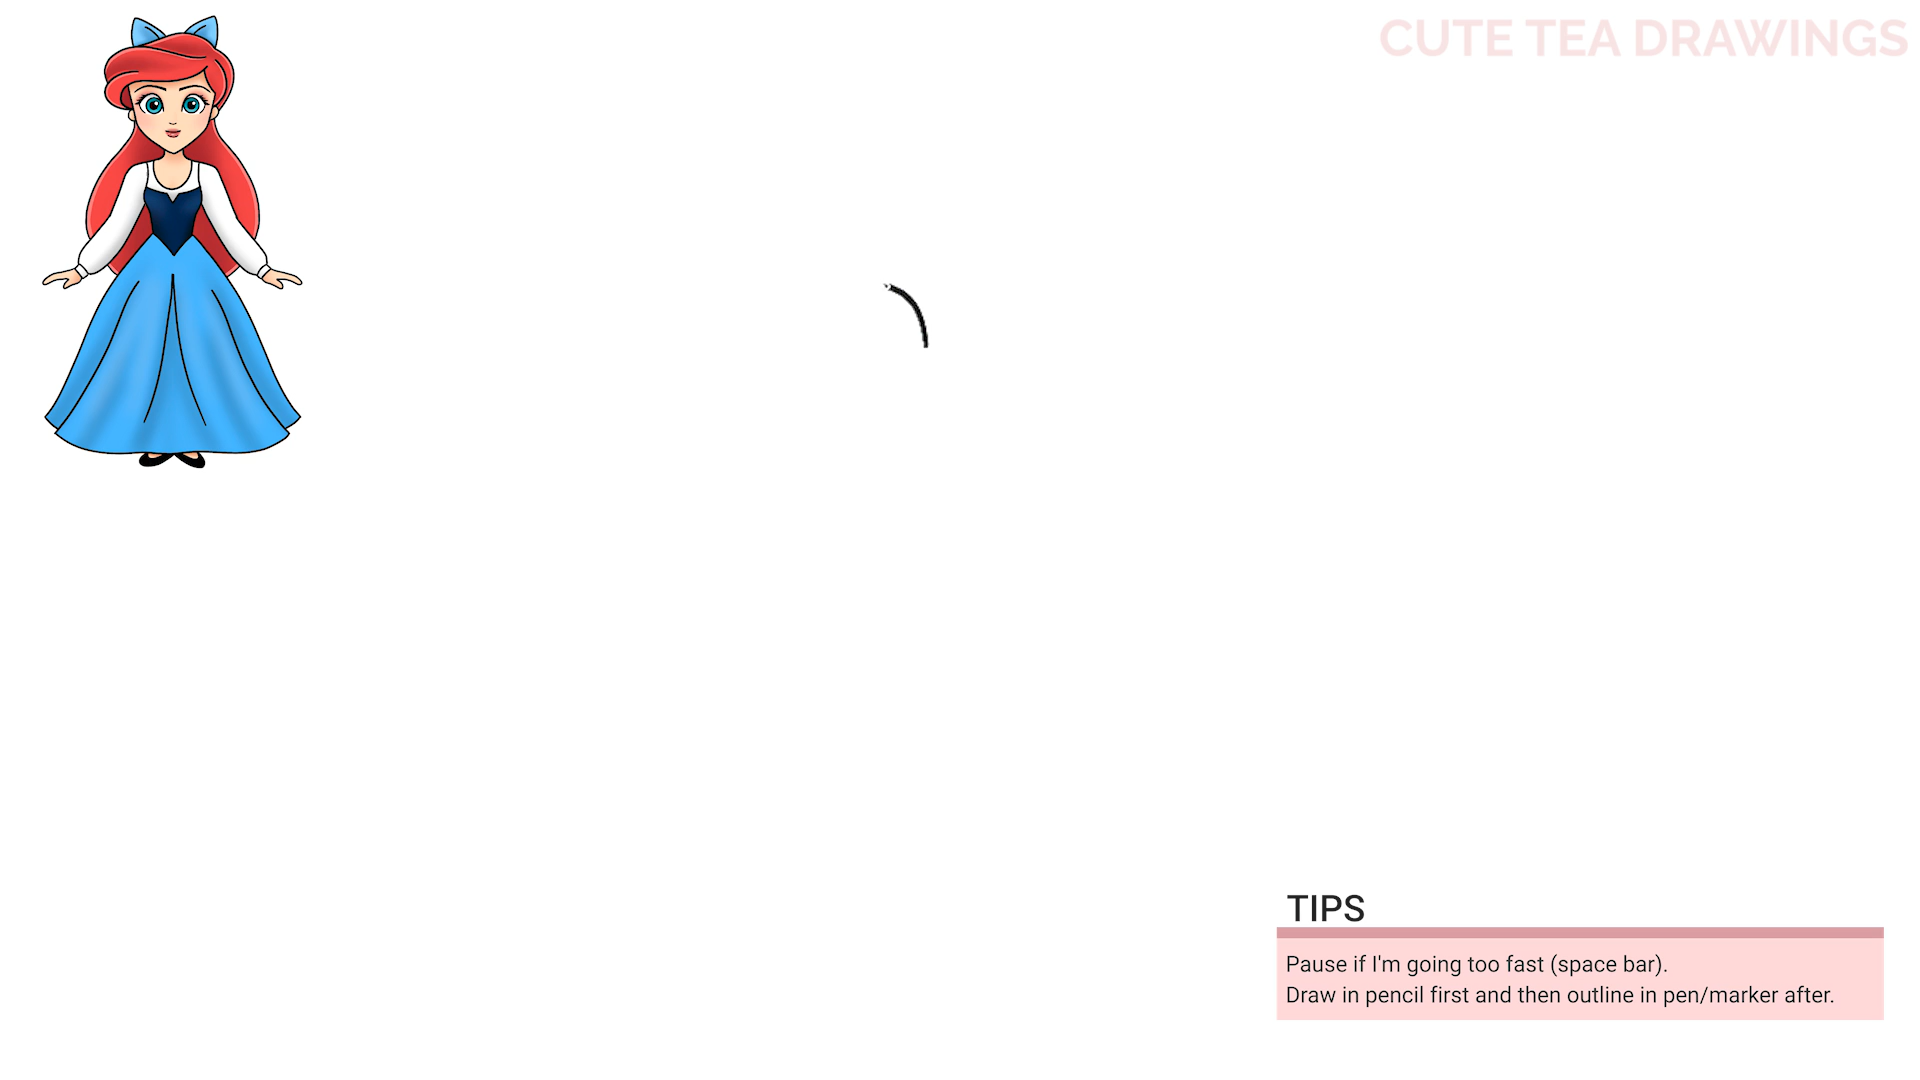 CUTE TEA DRAWINGS
TIPS
Pause if I'm going too fast (space bar).
Draw in pencil first and then outline in pen/marker after.